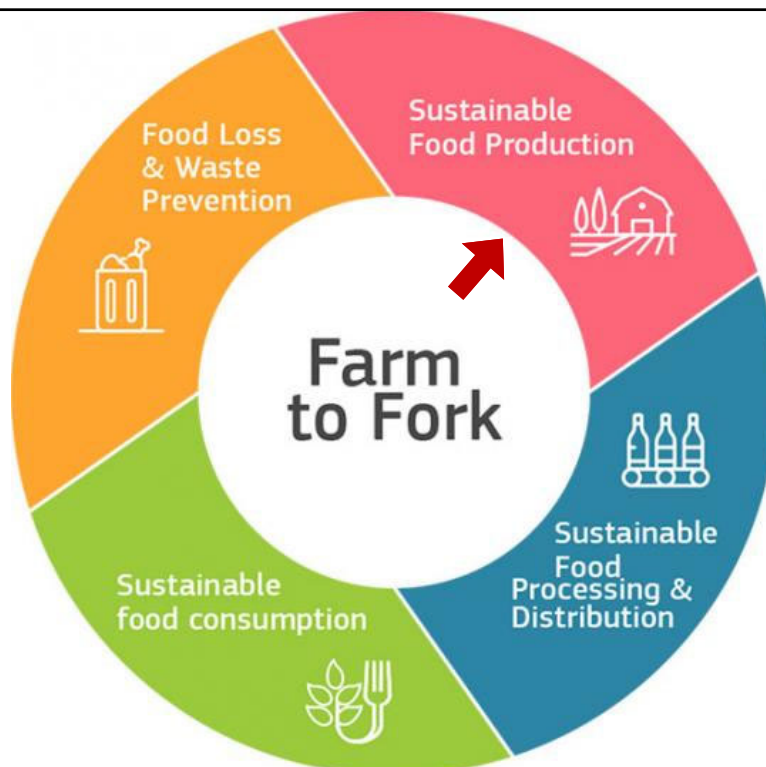 Sustainable
Food Production
Food Loss
& Waste
Prevention
Farm
to Fork
Sustainable
Food
Processing &
Distribution
Sustainable
food consumption